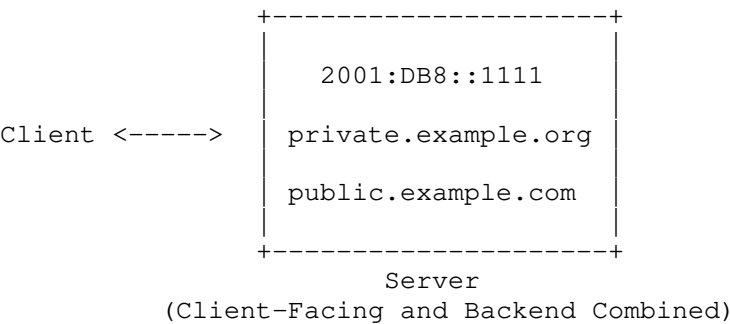 2001:DB8::1111
Client <-----> private.example.org
public.example.com
Server
(Client-Facing and Backend Combined)